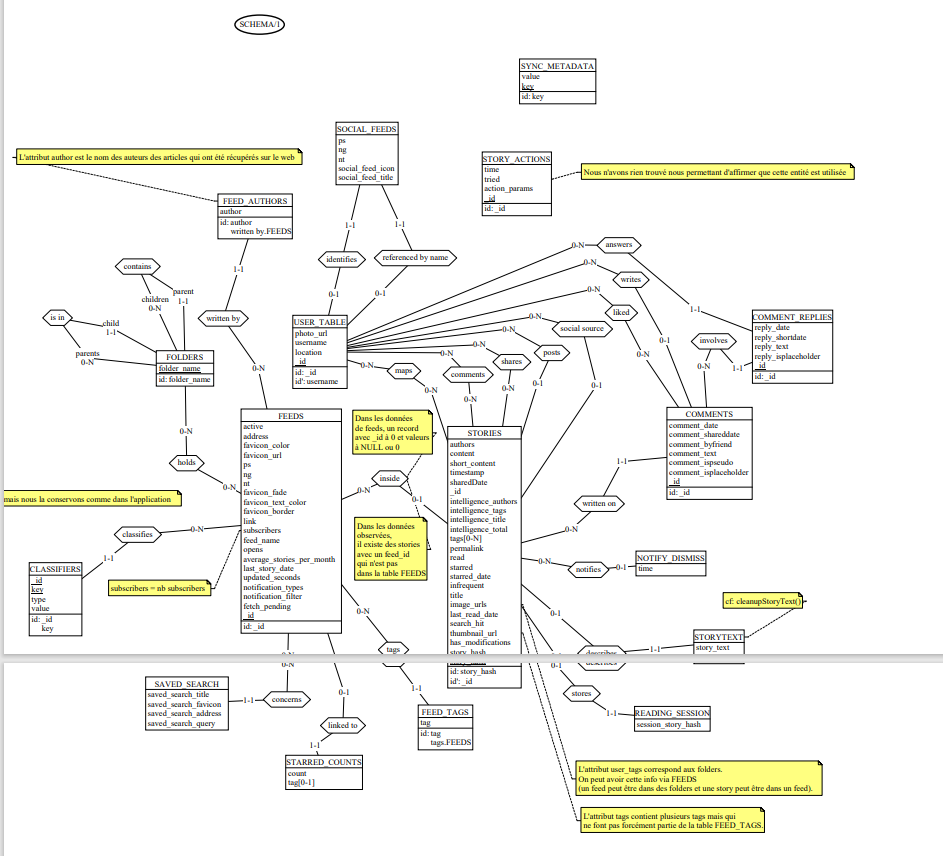 SCHEMA/1
SYNC_METADATA
value
key
id: key
SOCIAL_FEEDS
ps
ng
nt
social_feed_icon
social_feed_title
L'attribut author est le nom des auteurs des articles qui ont été récupérés sur le web
STORY_ACTIONS
time
tried
action_params
_id
id: _id
Nous n'avons rien trouvé nous permettant d'affirmer que cette entité est utilisée
FEED_AUTHORS
author
id: author
written by.FEEDS
1-1
1-1
identifies
referenced by name
0-1
0-1
0-N
answers
0-N
writes
contains
1-1
children
0-N
parent
1-1
is in
child
1-1
parents
0-N
written by
0-N
FOLDERS
folder_name
id: folder_name
USER_TABLE
photo_url
username
location
_id
id: _id
id': username
0-N
liked
0-N
social source
0-N
posts
0-N
shares
0-N
comments
0-N
maps
0-N
0-N
0-N
0-1
0-1
0-N
0-1
1-1
involves
0-N
1-1
COMMENT_REPLIES
reply_date
reply_shortdate
reply_text
reply_isplaceholder
_id
id: _id
COMMENTS
comment_date
comment_shareddate
comment_byfriend
comment_text
comment_ispseudo
comment_isplaceholder
_id
id: _id
0-N
holds
0-N
mais nous la conservons comme dans l'application
FEEDS
active
address
favicon_color
favicon_url
ps
ng
nt
favicon_fade
favicon_text_color
favicon_border
link
subscribers
feed_name
opens
average_stories_per_month
last_story_date
updated_seconds
notification_types
notification_filter
fetch_pending
_id
id: _id
Dans les données
de feeds, un record
avec _id à 0 et valeurs
à NULL ou 0
inside
0-N
0-1
Dans les données
observées,
il existe des stories
avec un feed_id
qui n'est pas
dans la table FEEDS
STORIES
authors
content
short_content
timestamp
sharedDate
_id
intelligence_authors
intelligence_tags
intelligence_title
intelligence_total
tags[0-N]
permalink
read
starred
starred_date
infrequent
title
image_urls
last_read_date
search_hit
thumbnail_url
has_modifications
story_hash
id: story_hash
id': _id
1-1
written on
0-N
0-N
notifies
0-1
NOTIFY_DISMISS
time
classifies
0-N
1-1
CLASSIFIERS
_id
key
type
value
id: _id
key
subscribers = nb subscribers
cf: cleanupStoryText()
0-1
describes
1-1
STORYTEXT
story_text
0-N
tags
1-1
0-N
0-1
0-1
stores
1-1
READING_SESSION
session_story_hash
SAVED_SEARCH
saved_search_title
saved_search_favicon
saved_search_address
saved_search_query
1-1
concerns
linked to
1-1
STARRED_COUNTS
count
tag[0-1]
FEED_TAGS
tag
id: tag
tags.FEEDS
L'attribut user_tags correspond aux folders.
On peut avoir cette info via FEEDS
(un feed peut être dans des folders et une story peut être dans un feed).
L'attribut tags contient plusieurs tags mais qui
ne font pas forcément partie de la table FEED_TAGS.